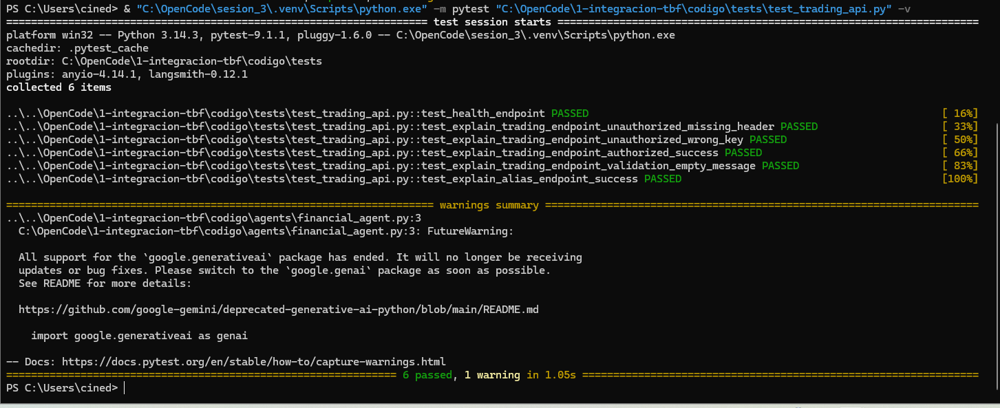 PS C:\Users\cined> & "C:\OpenCode\sesion_3\.venv\Scripts\python.exe" -m pytest "C:\OpenCode\1-integracion-tbf\codigo\tests\test_trading_api.py" -v
==================================================================== test session starts ====================================================================
platform win32 -- Python 3.14.3, pytest-9.1.1, pluggy-1.6.0 -- C:\OpenCode\sesion_3\.venv\Scripts\python.exe
cachedir: .pytest_cache
rootdir: C:\OpenCode\1-integracion-tbf\codigo\tests
plugins: anyio-4.14.1, langsmith-0.12.1
collected 6 items
..\..\OpenCode\1-integracion-tbf\codigo\tests\test_trading_api.py::test_health_endpoint PASSED [ 16%]
..\..\OpenCode\1-integracion-tbf\codigo\tests\test_trading_api.py::test_explain_trading_endpoint_unauthorized_missing_header PASSED [ 33%]
..\..\OpenCode\1-integracion-tbf\codigo\tests\test_trading_api.py::test_explain_trading_endpoint_unauthorized_wrong_key PASSED [ 50%]
..\..\OpenCode\1-integracion-tbf\codigo\tests\test_trading_api.py::test_explain_trading_endpoint_authorized_success PASSED [ 66%]
..\..\OpenCode\1-integracion-tbf\codigo\tests\test_trading_api.py::test_explain_trading_endpoint_validation_empty_message PASSED [ 83%]
..\..\OpenCode\1-integracion-tbf\codigo\tests\test_trading_api.py::test_explain_alias_endpoint_success PASSED [100%]
===================================================================== warnings summary ======================================================================
..\..\OpenCode\1-integracion-tbf\codigo\agents\financial_agent.py:3
C:\OpenCode\1-integracion-tbf\codigo\agents\financial_agent.py:3: FutureWarning:
All support for the `google.generativeai` package has ended. It will no longer be receiving
updates or bug fixes. Please switch to the `google.genai` package as soon as possible.
See README for more details:
https://github.com/google-gemini/deprecated-generative-ai-python/blob/main/README.md
import google.generativeai as genai
-- Docs: https://docs.pytest.org/en/stable/how-to/capture-warnings.html
=============================================================== 6 passed, 1 warning in 1.05s ================================================================
PS C:\Users\cined>